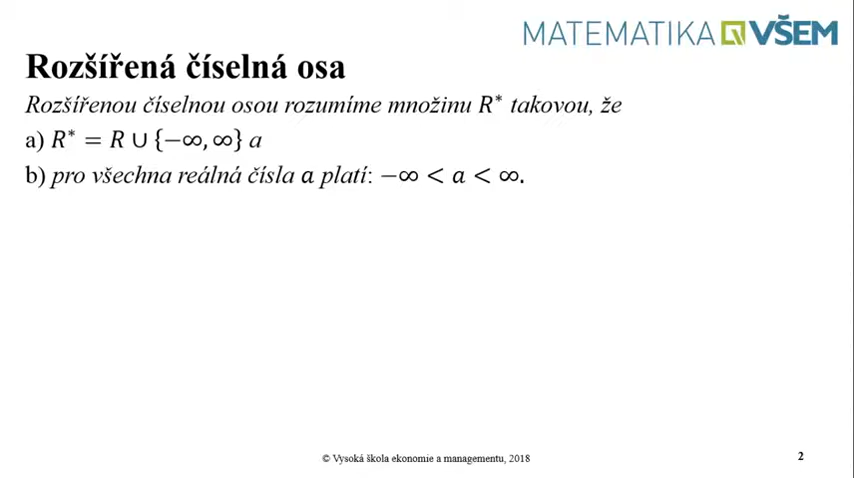 MATEMATIKA VŠEM
Rozšířená číselná osa
Rozšířenou číselnou osou rozumíme množinu R* takovou, že
a) R* = R ∪ {−∞, ∞} a
b) pro všechna reálná čísla a platí: −∞ < a < ∞.
© Vysoká škola ekonomie a managementu, 2018
2